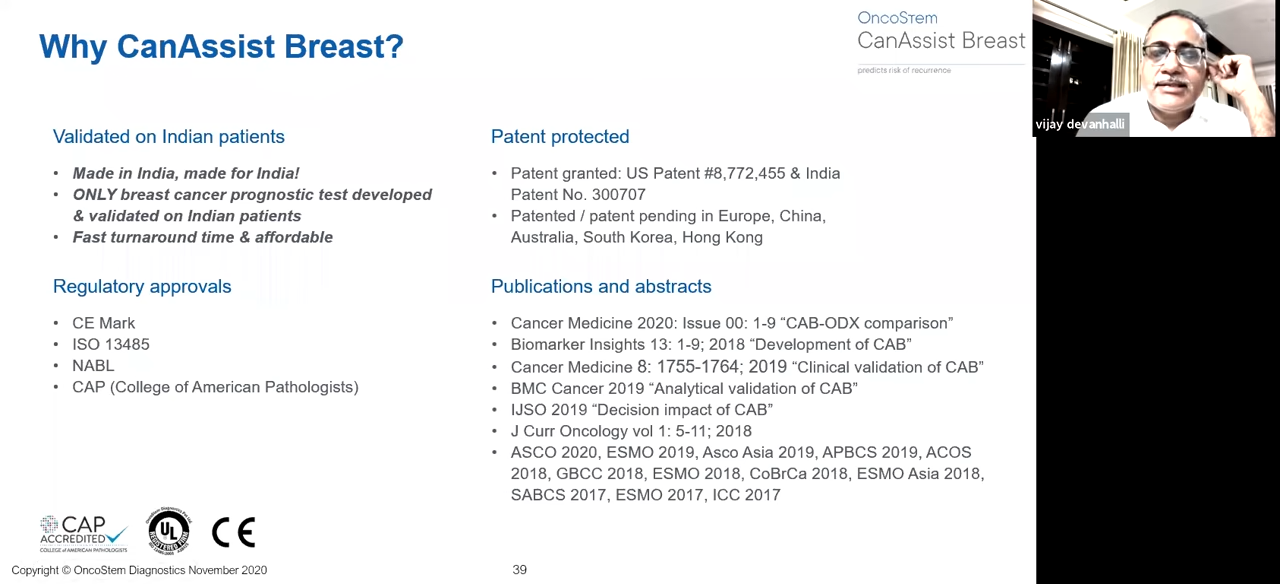 Why CanAssist Breast?
OncoStem
CanAssist Breast
predicts risk of recurrence
vijay devanhalli
Validated on Indian patients
• Made in India, made for India!
• ONLY breast cancer prognostic test developed
& validated on Indian patients
• Fast turnaround time & affordable
Regulatory approvals
• CE Mark
• ISO 13485
• NABL
• CAP (College of American Pathologists)
Patent protected
• Patent granted: US Patent #8,772,455 & India
Patent No. 300707
• Patented / patent pending in Europe, China,
Australia, South Korea, Hong Kong
Publications and abstracts
• Cancer Medicine 2020: Issue 00: 1-9 “CAB-ODX comparison”
• Biomarker Insights 13: 1-9; 2018 “Development of CAB”
• Cancer Medicine 8: 1755-1764; 2019 “Clinical validation of CAB”
• BMC Cancer 2019 “Analytical validation of CAB”
• IJSO 2019 “Decision impact of CAB”
• J Curr Oncology vol 1: 5-11; 2018
• ASCO 2020, ESMO 2019, Asco Asia 2019, APBCS 2019, ACOS
2018, GBCC 2018, ESMO 2018, CoBrCa 2018, ESMO Asia 2018,
SABCS 2017, ESMO 2017, ICC 2017
CAP
ACCREDITED
COLLEGE of AMERICAN PATHOLOGISTS
UL
CE
Copyright © OncoStem Diagnostics November 2020
39